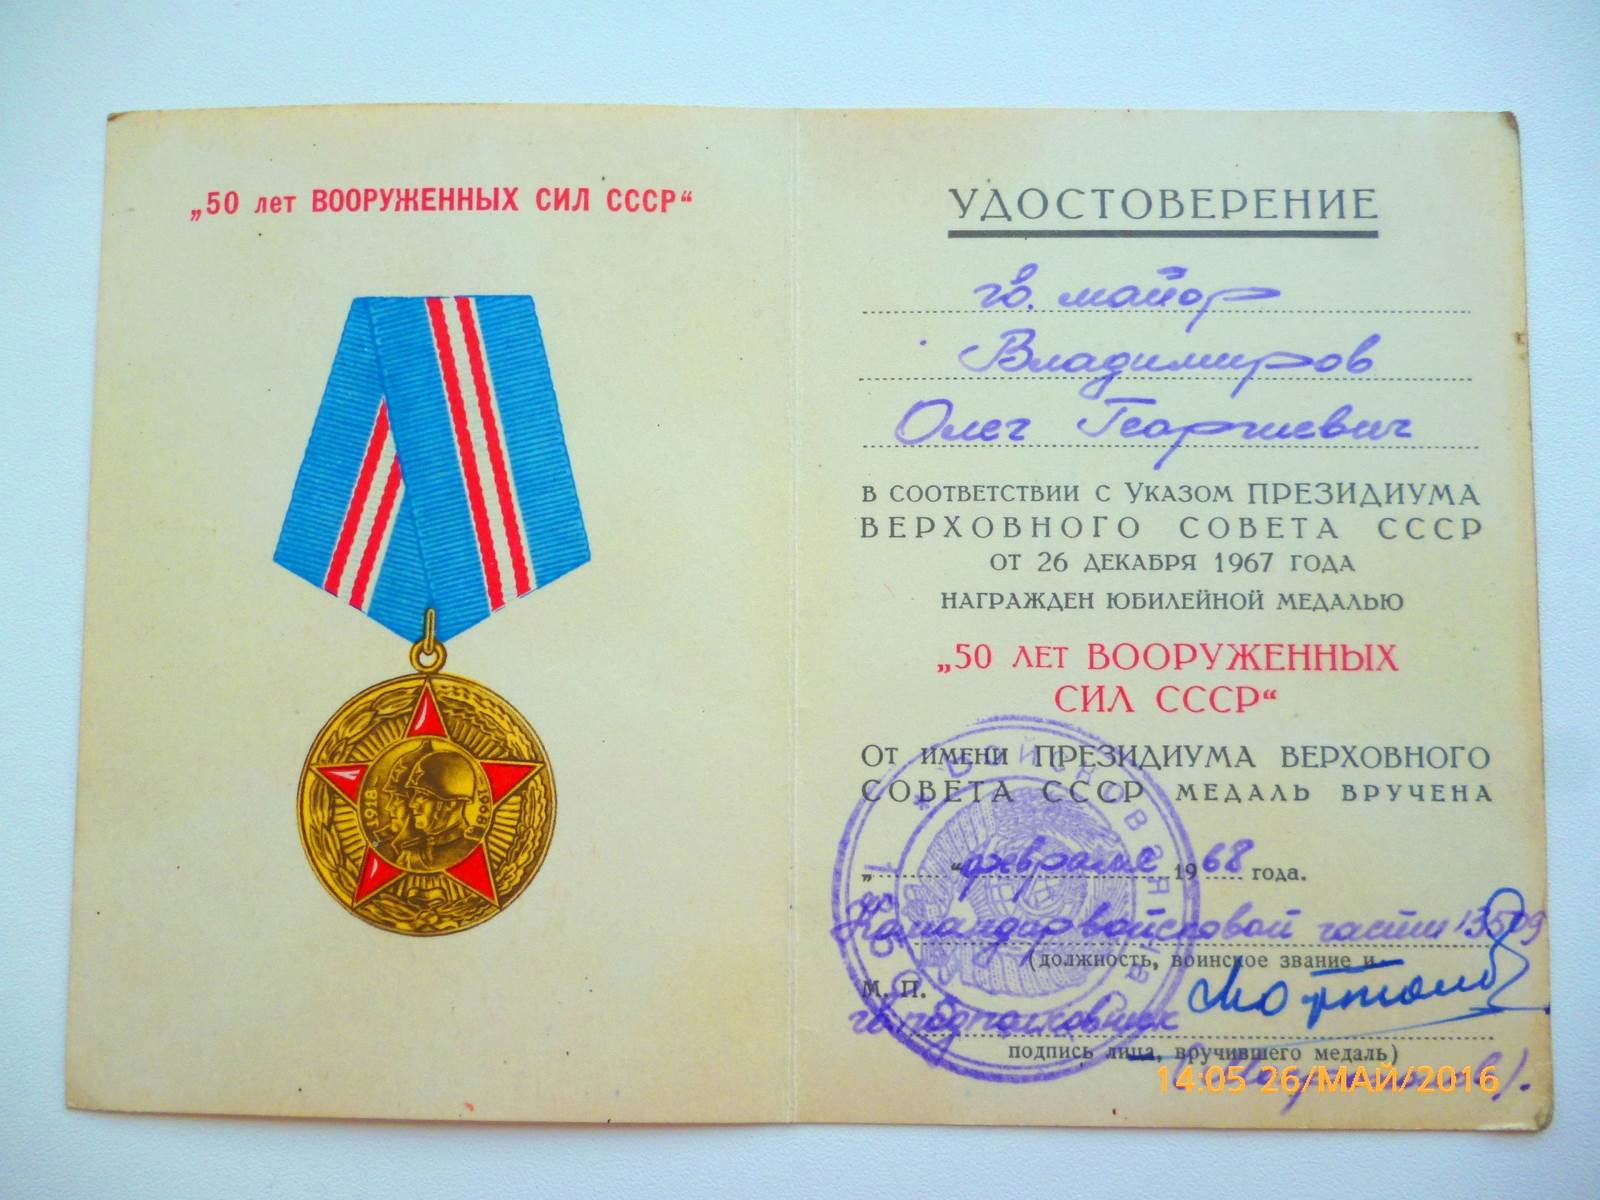 „50 лет ВООРУЖЕННЫХ СИЛ СССР“
1918
1968
УДОСТОВЕРЕНИЕ
гв. майор
Владимиров
Олег Георгиевич
в соответствии с Указом ПРЕЗИДИУМА
ВЕРХОВНОГО СОВЕТА СССР
от 26 декабря 1967 года
награжден юбилейной медалью
„50 лет ВООРУЖЕННЫХ
СИЛ СССР“
От имени ПРЕЗИДИУМА ВЕРХОВНОГО
СОВЕТА СССР медаль вручена
„ “ февраля 1968 года.
Командир войсковой части 13509
(должность, воинское звание и
М. П.
гв. подполковник
подпись лица, вручившего медаль)
14:05 26/МАЙ/2016